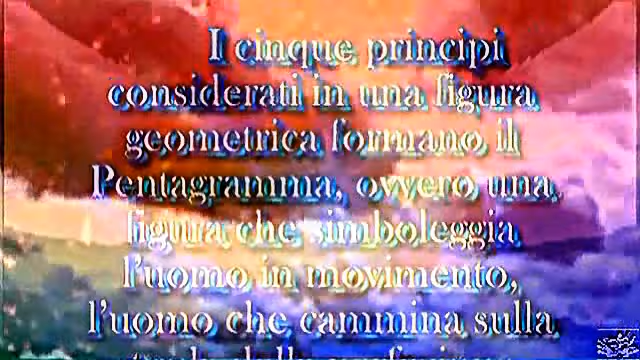 I cinque principi
considerati in una figura
geometrica formano il
Pentagramma, ovvero una
figura che simboleggia
l'uomo in movimento,
l'uomo che cammina sulla